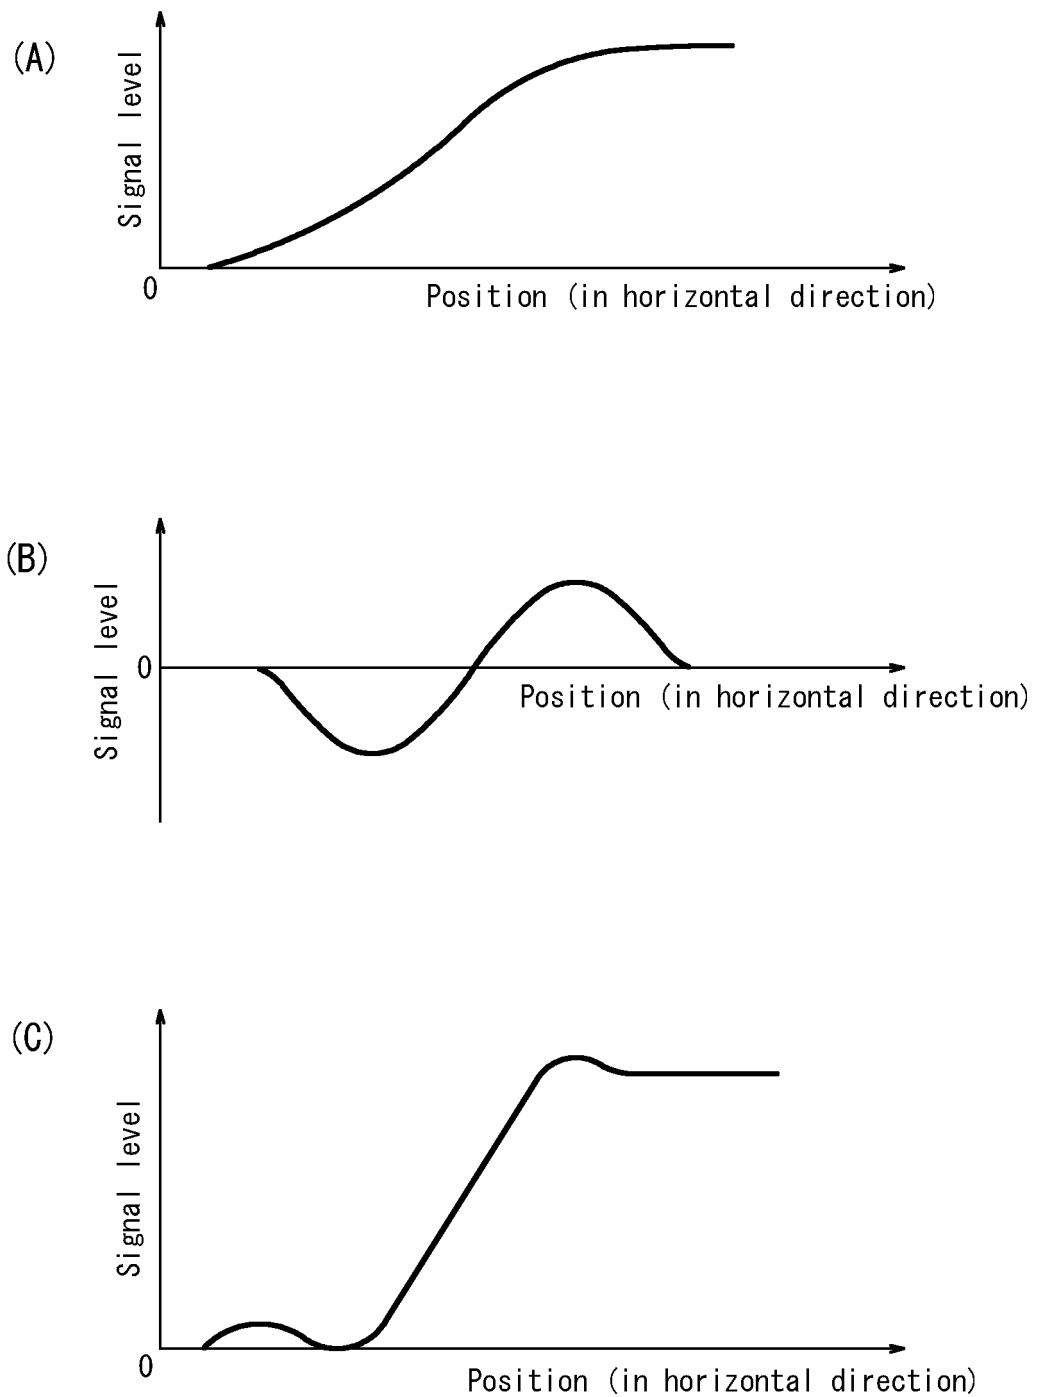 (A)
Signal level
0
Position (in horizontal direction)
(B)
Signal level
0
Position (in horizontal direction)
(C)
Signal level
0
Position (in horizontal direction)